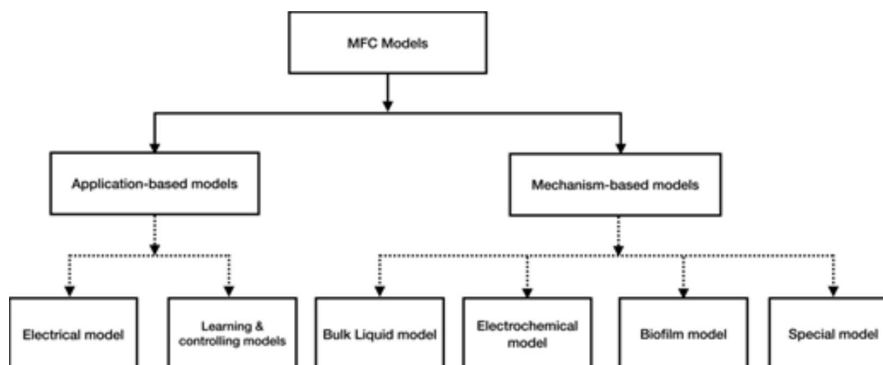 MFC Models
Application-based models
Mechanism-based models
Electrical model
Learning &
controlling models
Bulk Liquid model
Electrochemical
model
Biofilm model
Special model